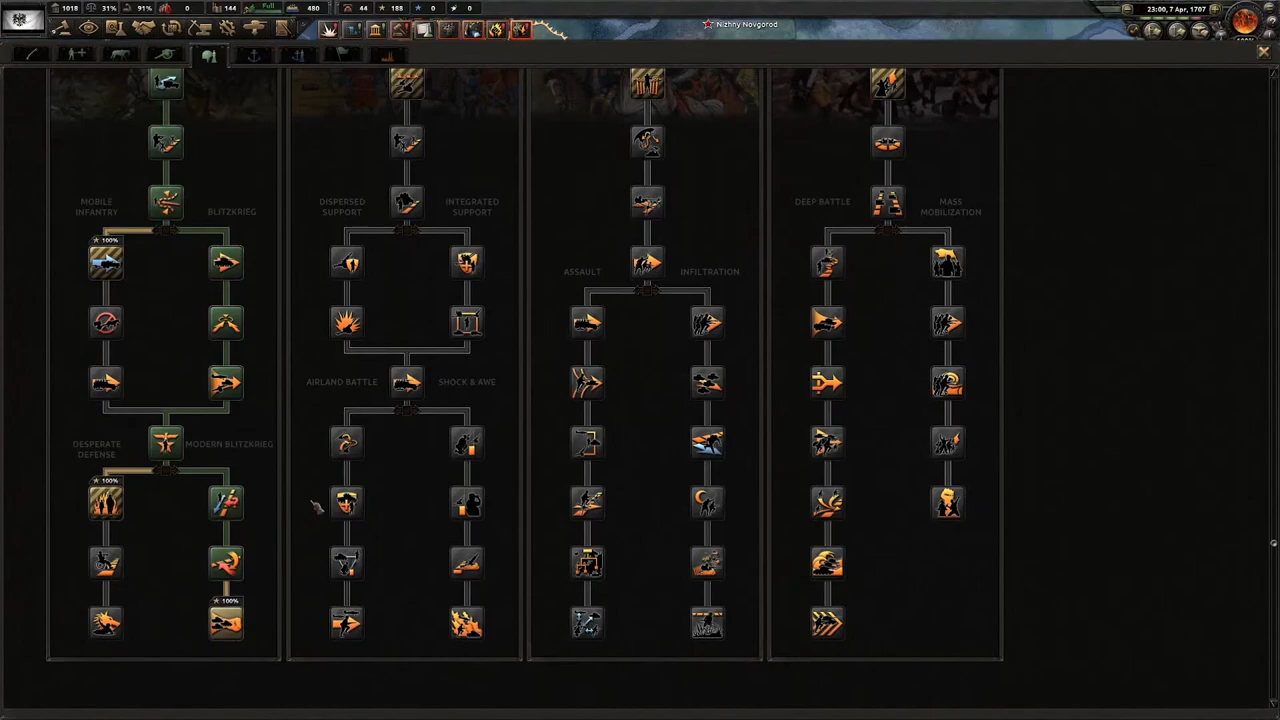 1018 31% 91% 0 144 Full 480 44 188 0 0
Nizhny Novgorod
23:00, 7 Apr, 1707
100%
MOBILE INFANTRY
BLITZKRIEG
DISPERSED SUPPORT
INTEGRATED SUPPORT
DEEP BATTLE
MASS MOBILIZATION
100%
ASSAULT
INFILTRATION
AIRLAND BATTLE
SHOCK & AWE
DESPERATE DEFENSE
MODERN BLITZKRIEG
100%
100%